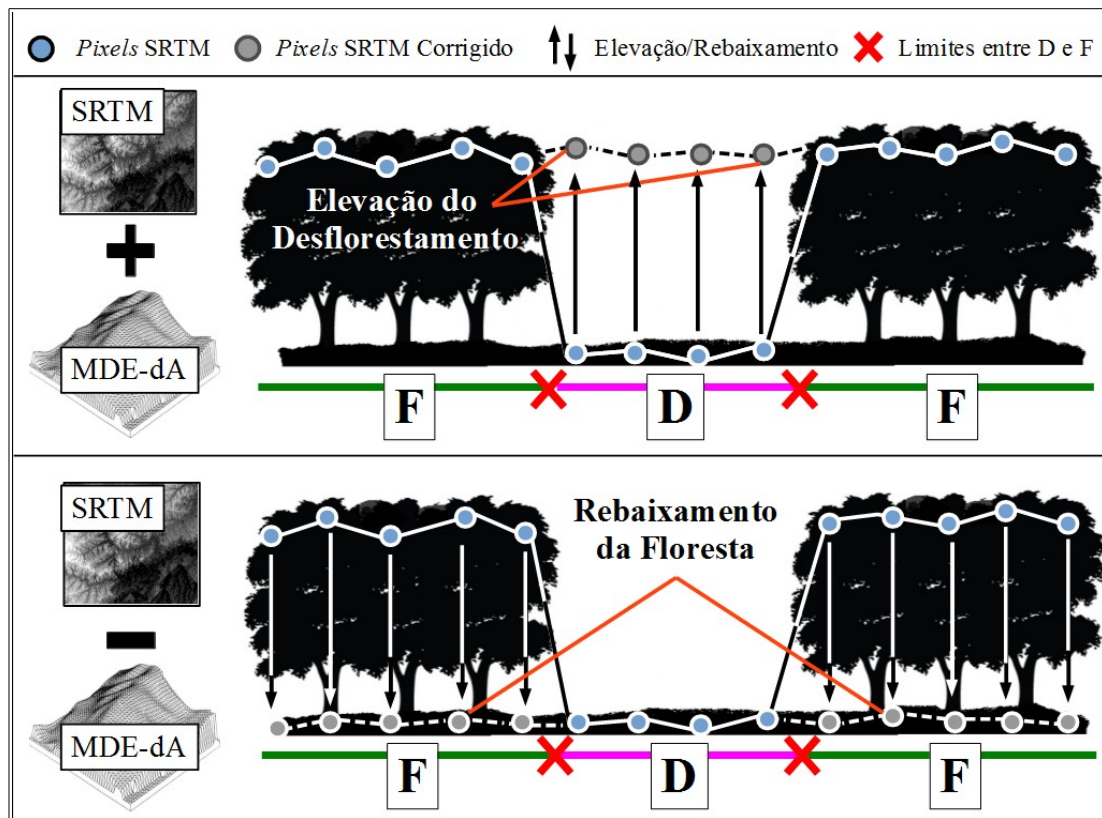 Pixels SRTM
Pixels SRTM Corrigido
Elevação/Rebaixamento
Limites entre D e F
SRTM
Elevação do
Desflorestamento
MDE-dA
F
D
F
SRTM
Rebaixamento
da Floresta
MDE-dA
F
D
F